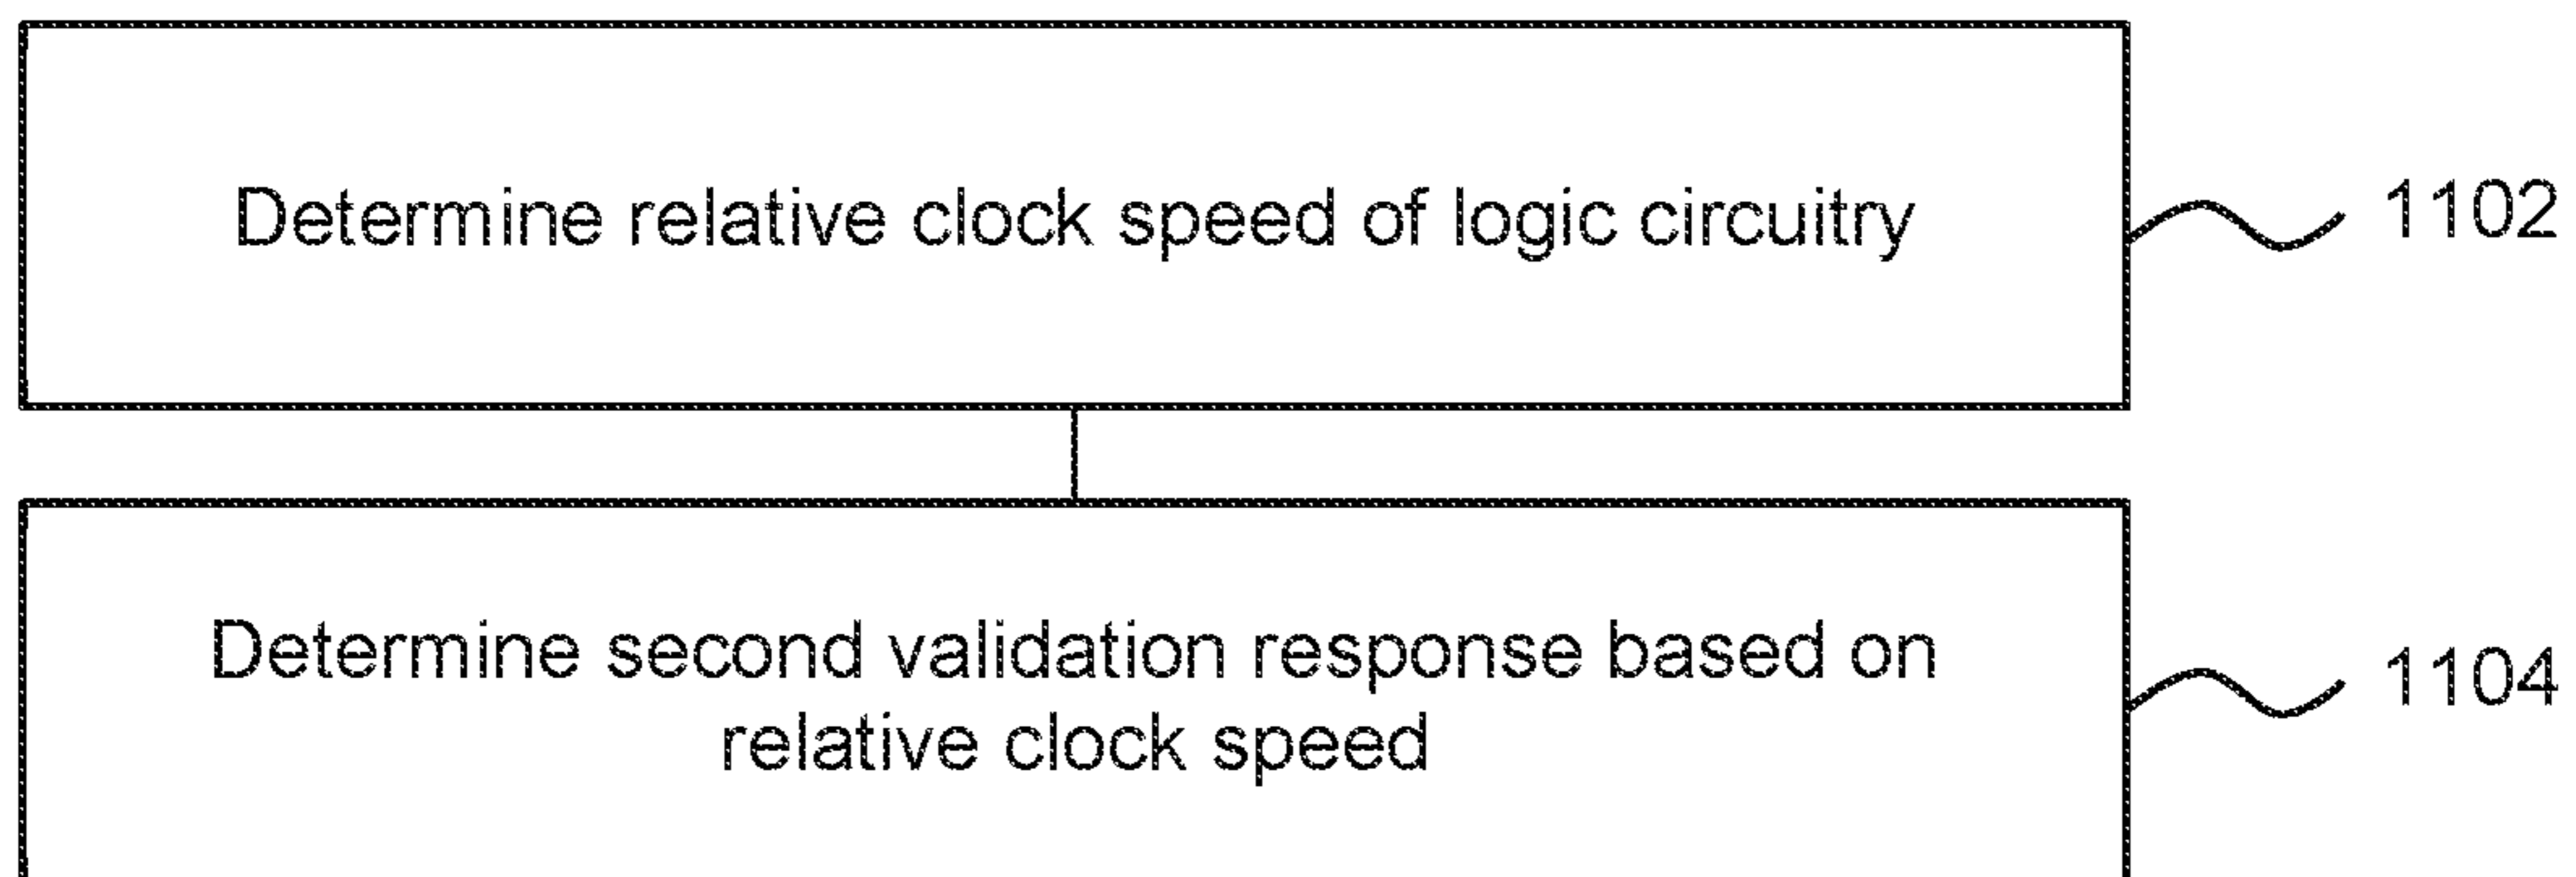 Determine relative clock speed of logic circuitry
1102
Determine second validation response based on
relative clock speed
1104